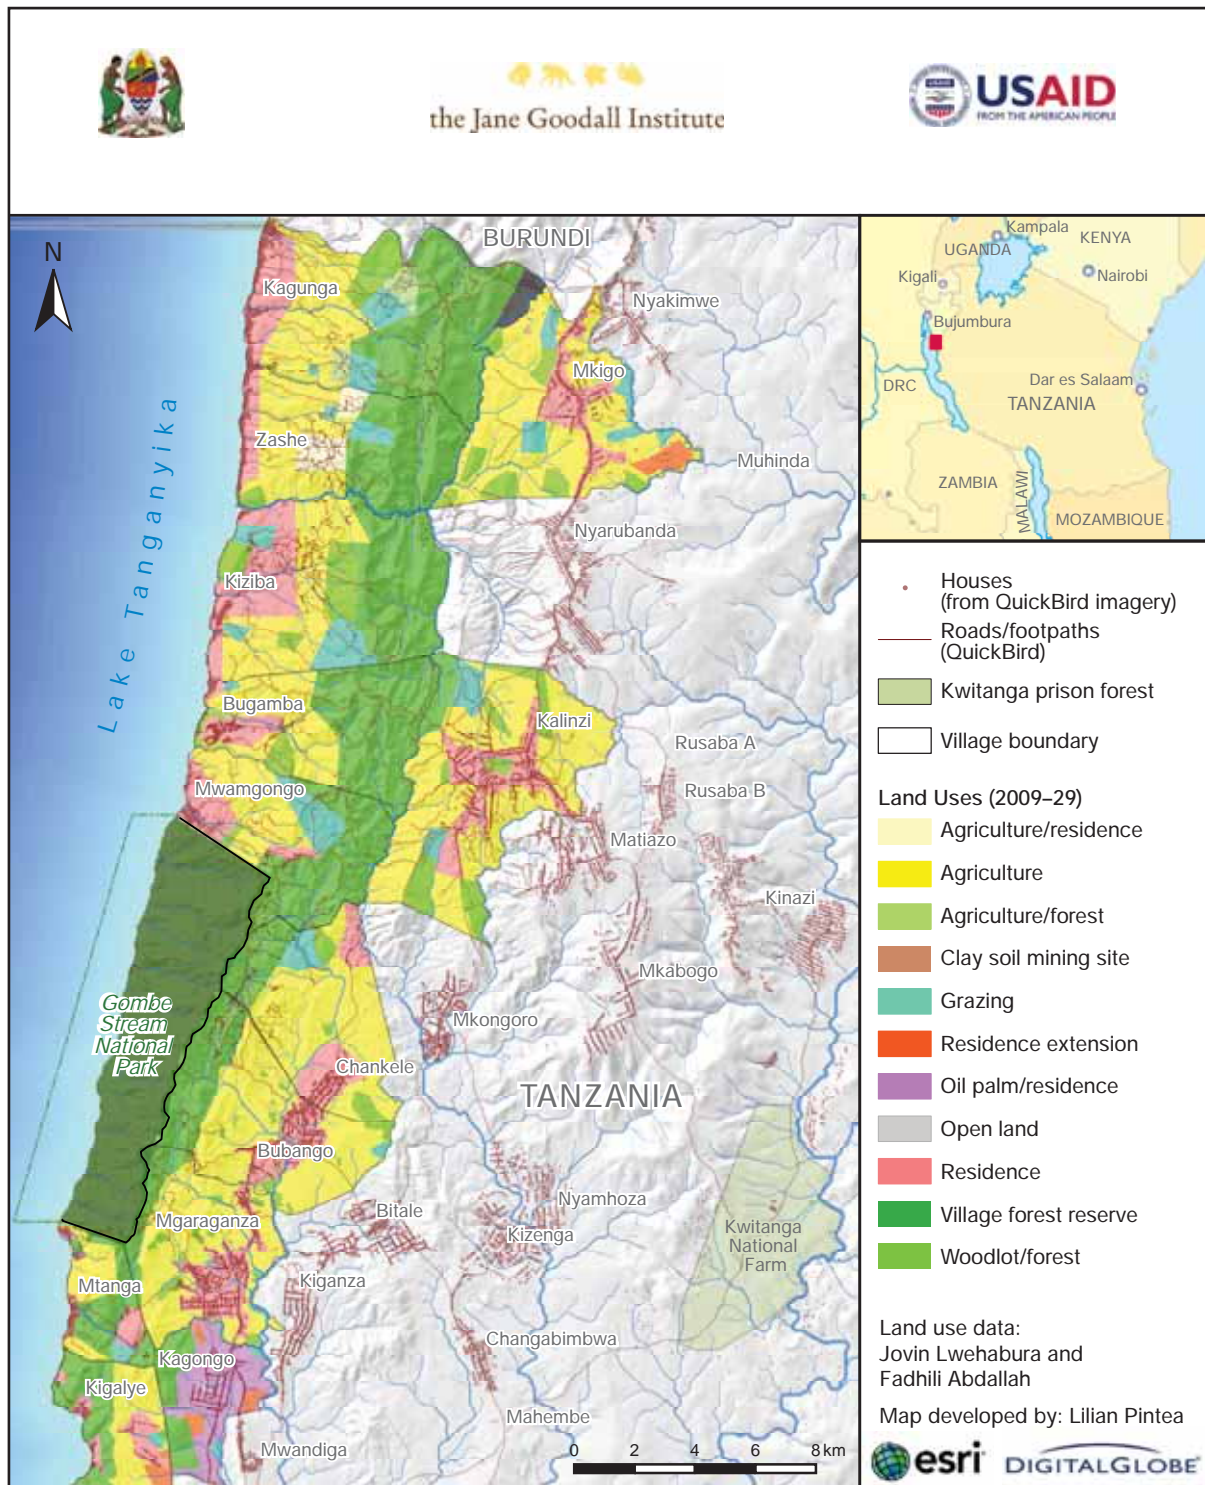 the Jane Goodall Institute
USAID
FROM THE AMERICAN PEOPLE
N
BURUNDI
Kagunga
Nyakimwe
Mkigo
Zashe
Muhinda
Nyarubanda
Kiziba
Lake Tanganyika
Bugamba
Kalinzi
Rusaba A
Mwamgongo
Rusaba B
Matiazo
Kinazi
Mkabogo
Gombe
Stream
National
Park
Mkongoro
Chankele
TANZANIA
Bubango
Nyamhoza
Bitale
Mgaraganza
Kizenga
Kwitanga
National
Farm
Mtanga
Kiganza
Changabimbwa
Kagongo
Kigalye
Mahembe
Mwandiga
0 2 4 6 8 km
Kampala
UGANDA
KENYA
Kigali
Nairobi
Bujumbura
DRC
Dar es Salaam
TANZANIA
ZAMBIA
MALAWI
MOZAMBIQUE
Houses
(from QuickBird imagery)
Roads/footpaths
(QuickBird)
Kwitanga prison forest
Village boundary
Land Uses (2009–29)
Agriculture/residence
Agriculture
Agriculture/forest
Clay soil mining site
Grazing
Residence extension
Oil palm/residence
Open land
Residence
Village forest reserve
Woodlot/forest
Land use data:
Jovin Lwehabura and
Fadhili Abdallah
Map developed by: Lilian Pintea
esri
DIGITALGLOBE